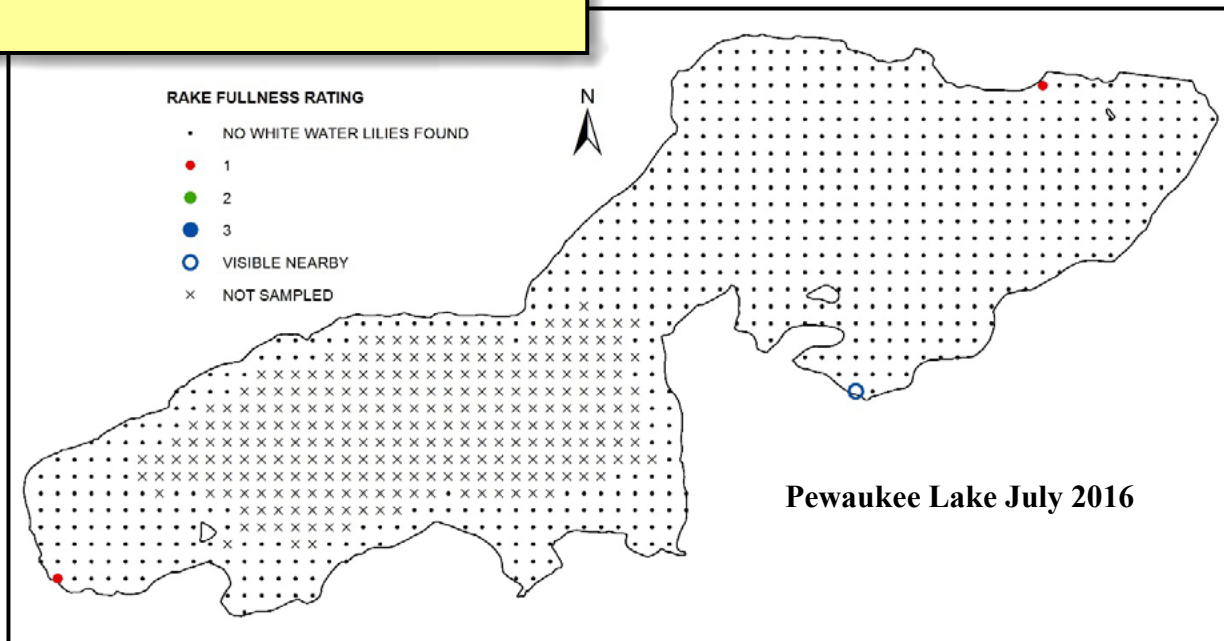 RAKE FULLNESS RATING
NO WHITE WATER LILIES FOUND
1
2
3
VISIBLE NEARBY
NOT SAMPLED
N
Pewaukee Lake July 2016